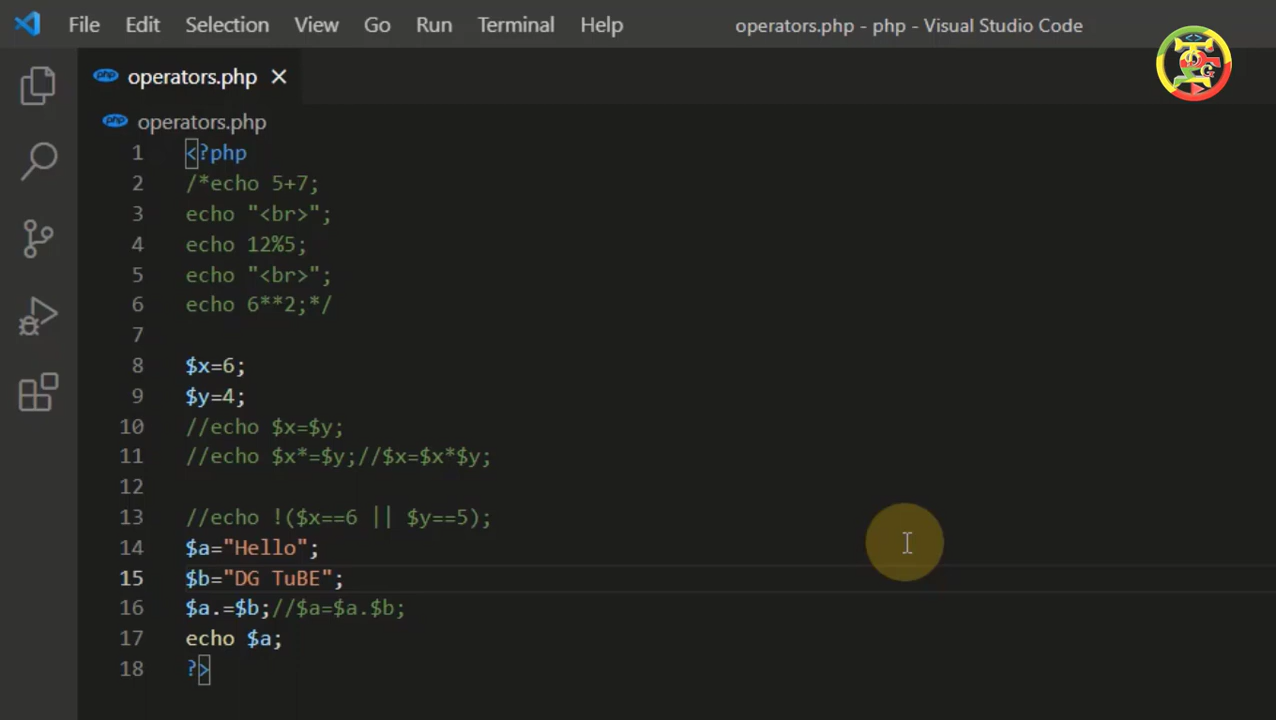 File Edit Selection View Go Run Terminal Help operators.php - php - Visual Studio Code
php operators.php
php operators.php
1 <?php
2 /*echo 5+7;
3 echo "<br>";
4 echo 12%5;
5 echo "<br>";
6 echo 6**2;*/
7
8 $x=6;
9 $y=4;
10 //echo $x=$y;
11 //echo $x*=$y;//$x=$x*$y;
12
13 //echo !($x==6 || $y==5);
14 $a="Hello";
15 $b="DG TuBE";
16 $a.=$b;//$a=$a.$b;
17 echo $a;
18 ?>